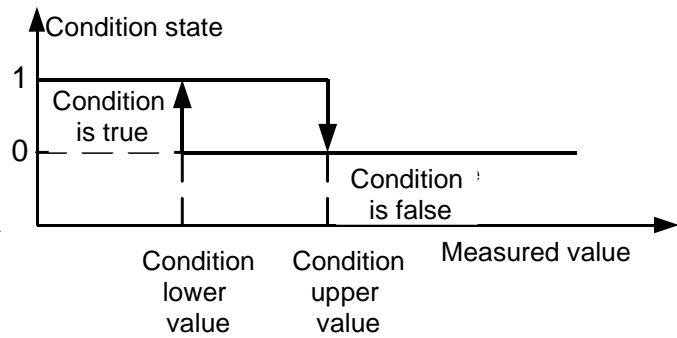 Condition state
1
Condition
is true
0
Condition
is false
Measured value
Condition
lower
value
Condition
upper
value